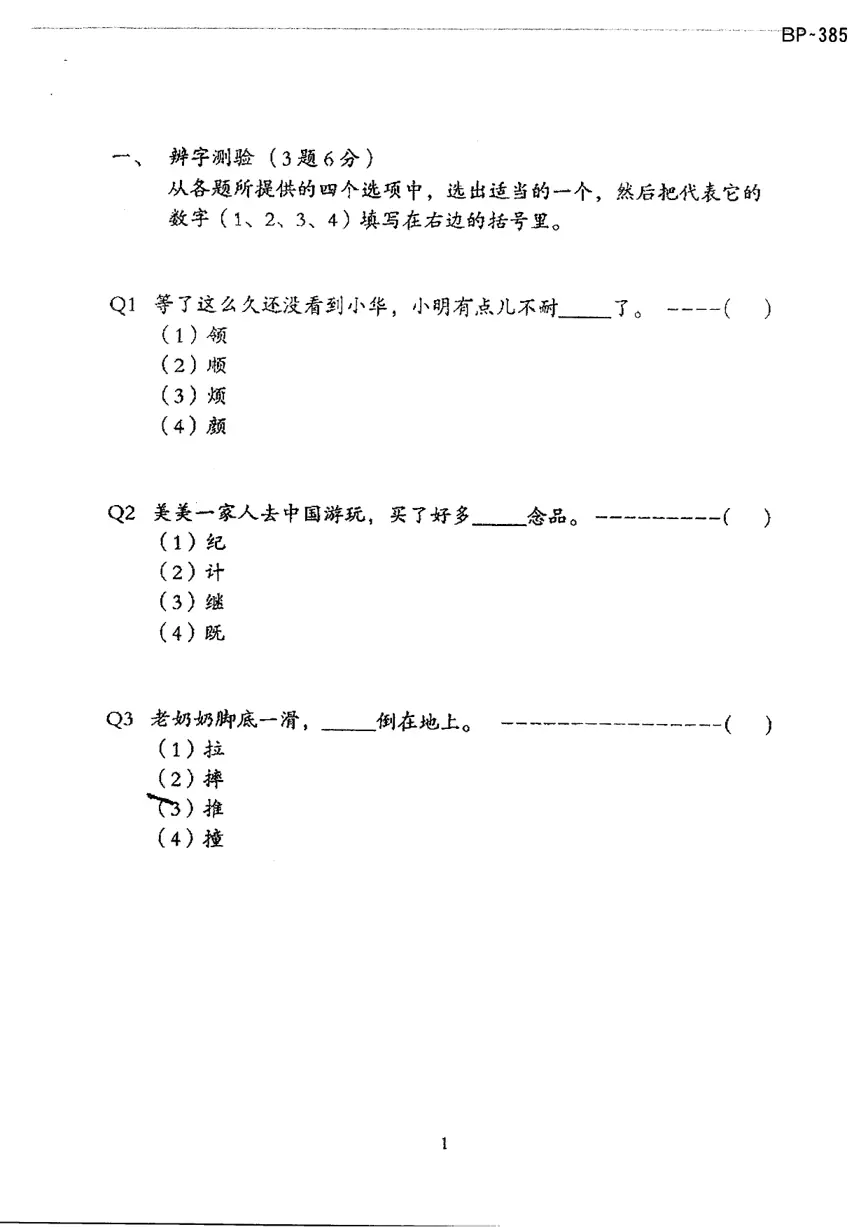 BP-385
一、 辨字测验（3题6分）
从各题所提供的四个选项中，选出适当的一个，然后把代表它的
数字（1、2、3、4）填写在右边的括号里。
Q1 等了这么久还没看到小华，小明有点儿不耐____了。 ----( )
（1）领
（2）顺
（3）烦
（4）颜
Q2 美美一家人去中国游玩，买了好多____念品。 ---------( )
（1）纪
（2）计
（3）继
（4）既
Q3 老奶奶脚底一滑，____倒在地上。 -----------------( )
（1）拉
（2）摔
（3）推
（4）撞
1